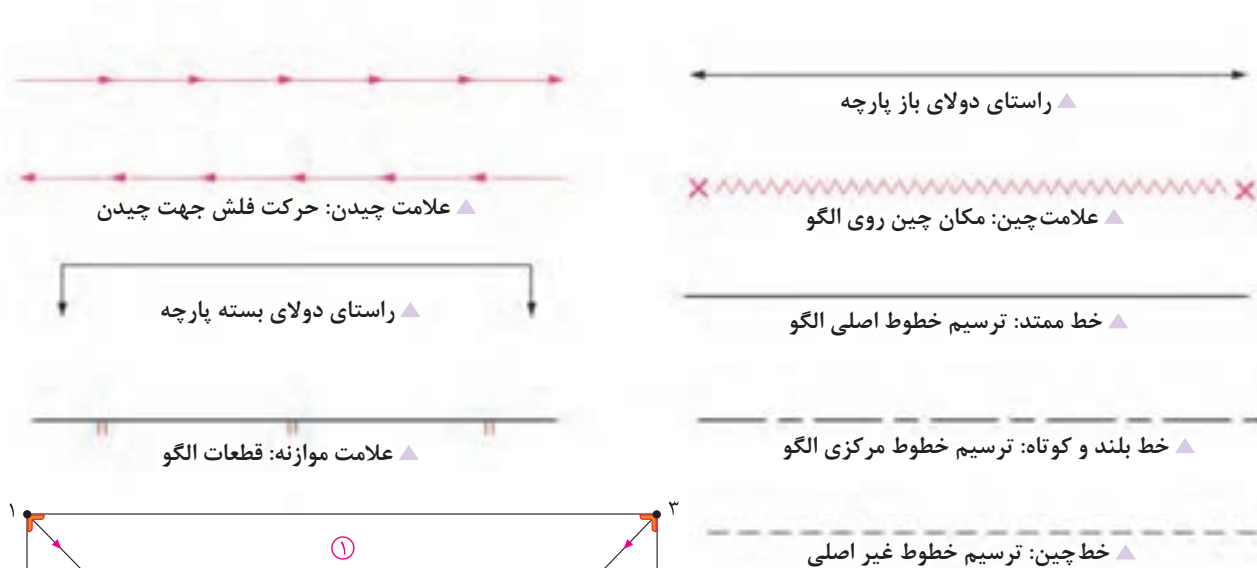 راستای دولای باز پارچه
علامت چیدن: حرکت فلش جهت چیدن
علامت‌چین: مکان چین روی الگو
راستای دولای بسته پارچه
خط ممتد: ترسیم خطوط اصلی الگو
علامت موازنه: قطعات الگو
خط بلند و کوتاه: ترسیم خطوط مرکزی الگو
۳
۱
۱
خط‌چین: ترسیم خطوط غیر اصلی